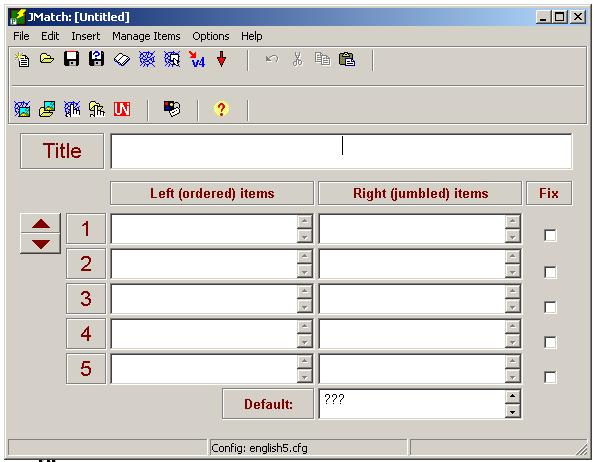 JMatch: [Untitled]
File Edit Insert Manage Items Options Help
v4
UN
?
Title
Left (ordered) items Right (jumbled) items Fix
1
2
3
4
5
Default: ???
Config: english5.cfg